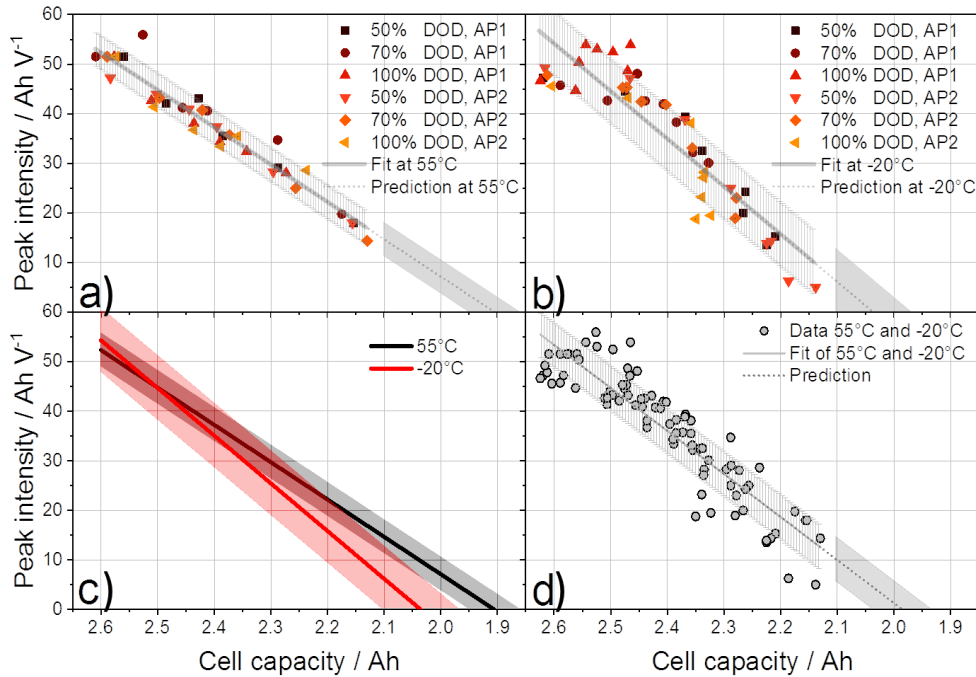 Peak intensity / Ah V⁻¹
60
50
40
30
20
10
60
50% DOD, AP1
70% DOD, AP1
100% DOD, AP1
50% DOD, AP2
70% DOD, AP2
100% DOD, AP2
Fit at 55°C
Prediction at 55°C
a)
50% DOD, AP1
70% DOD, AP1
100% DOD, AP1
50% DOD, AP2
70% DOD, AP2
100% DOD, AP2
Fit at -20°C
Prediction at -20°C
b)
Peak intensity / Ah V⁻¹
50
40
30
20
10
0
55°C
-20°C
c)
Data 55°C and -20°C
Fit of 55°C and -20°C
Prediction
d)
2.6 2.5 2.4 2.3 2.2 2.1 2.0 1.9
2.6 2.5 2.4 2.3 2.2 2.1 2.0 1.9
Cell capacity / Ah
Cell capacity / Ah